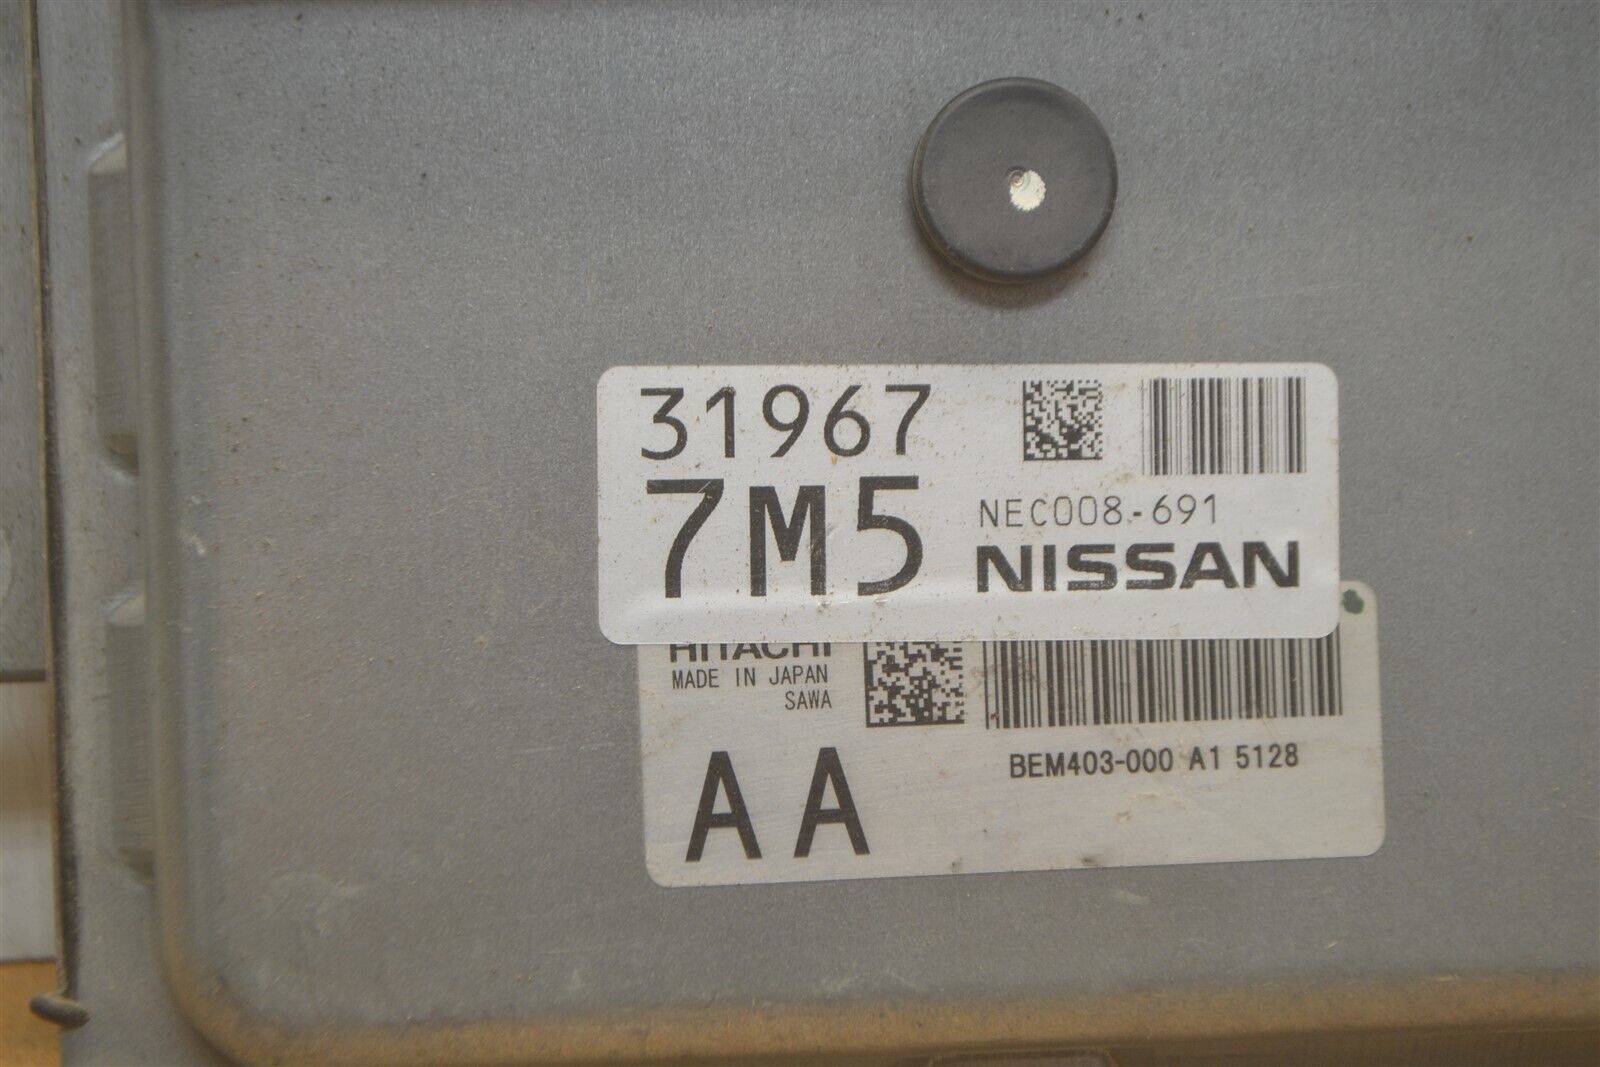 31967
7M5
NEC008-691
NISSAN
HITACHI
MADE IN JAPAN
SAWA
AA
BEM403-000 A1 5128